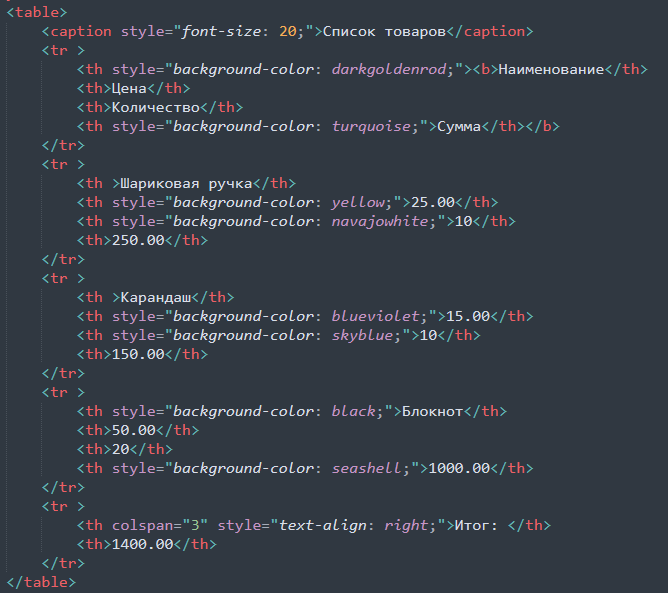 <table>
<caption style="font-size: 20;">Список товаров</caption>
<tr >
<th style="background-color: darkgoldenrod;"><b>Наименование</th>
<th>Цена</th>
<th>Количество</th>
<th style="background-color: turquoise;">Сумма</th></b>
</tr>
<tr >
<th >Шариковая ручка</th>
<th style="background-color: yellow;">25.00</th>
<th style="background-color: navajowhite;">10</th>
<th>250.00</th>
</tr>
<tr >
<th >Карандаш</th>
<th style="background-color: blueviolet;">15.00</th>
<th style="background-color: skyblue;">10</th>
<th>150.00</th>
</tr>
<tr >
<th style="background-color: black;">Блокнот</th>
<th>50.00</th>
<th>20</th>
<th style="background-color: seashell;">1000.00</th>
</tr>
<tr >
<th colspan="3" style="text-align: right;">Итог: </th>
<th>1400.00</th>
</tr>
</table>